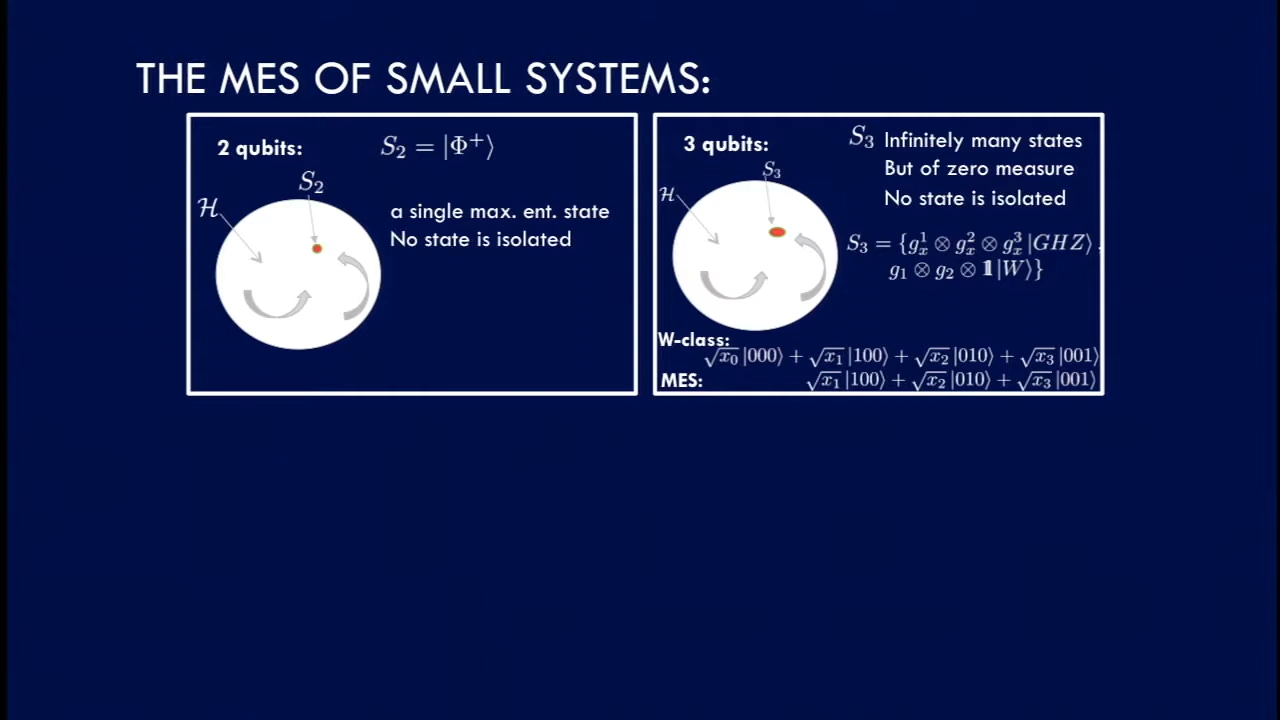 THE MES OF SMALL SYSTEMS:
2 qubits:
S₂ = |Φ⁺⟩
S₂
ℋ
a single max. ent. state
No state is isolated
3 qubits:
S₃ Infinitely many states
But of zero measure
No state is isolated
S₃
ℋ
S₃ = {g¹ₓ ⊗ g²ₓ ⊗ g³ₓ |GHZ⟩ ,
g₁ ⊗ g₂ ⊗ 𝟙 |W⟩}
W-class:
√x₀ |000⟩ + √x₁ |100⟩ + √x₂ |010⟩ + √x₃ |001⟩
MES: √x₁ |100⟩ + √x₂ |010⟩ + √x₃ |001⟩